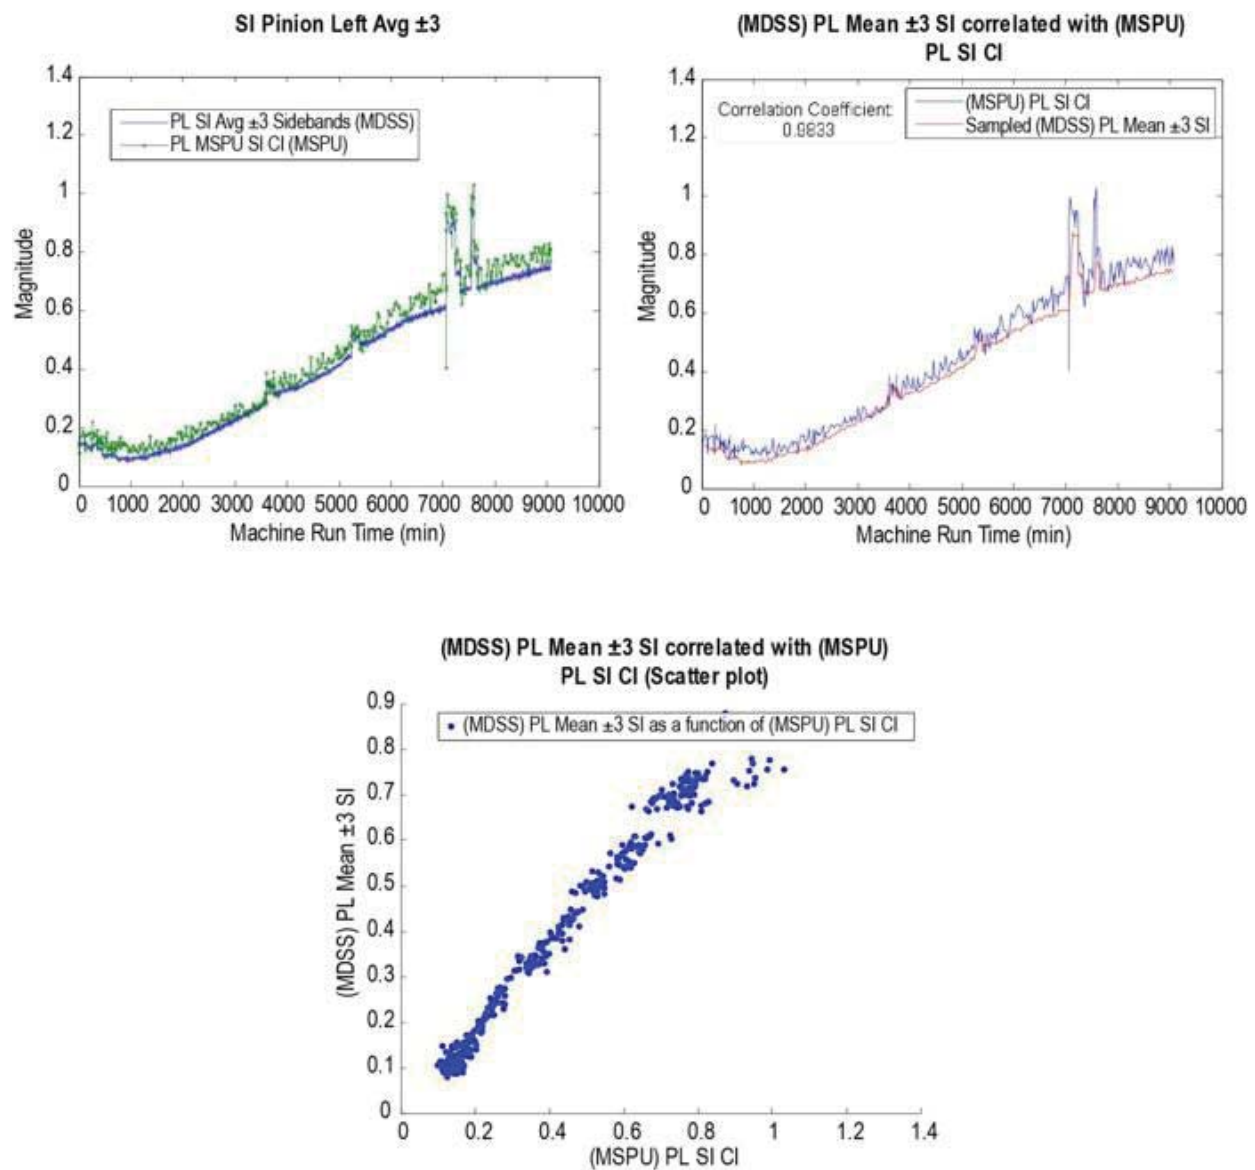 SI Pinion Left Avg ±3
1.4
1.2
1
0.8
0.6
0.4
0.2
0
Magnitude
PL SI Avg ±3 Sidebands (MDSS)
PL MSPU SI CI (MSPU)
0 1000 2000 3000 4000 5000 6000 7000 8000 9000 10000
Machine Run Time (min)
(MDSS) PL Mean ±3 SI correlated with (MSPU)
PL SI CI
1.4
1.2
1
0.8
0.6
0.4
0.2
0
Magnitude
Correlation Coefficient
0.9833
(MSPU) PL SI CI
Sampled (MDSS) PL Mean ±3 SI
0 1000 2000 3000 4000 5000 6000 7000 8000 9000 10000
Machine Run Time (min)
(MDSS) PL Mean ±3 SI correlated with (MSPU)
PL SI CI (Scatter plot)
0.9
0.8
0.7
0.6
0.5
0.4
0.3
0.2
0.1
0
(MDSS) PL Mean ±3 SI
(MDSS) PL Mean ±3 SI as a function of (MSPU) PL SI CI
0 0.2 0.4 0.6 0.8 1 1.2 1.4
(MSPU) PL SI CI